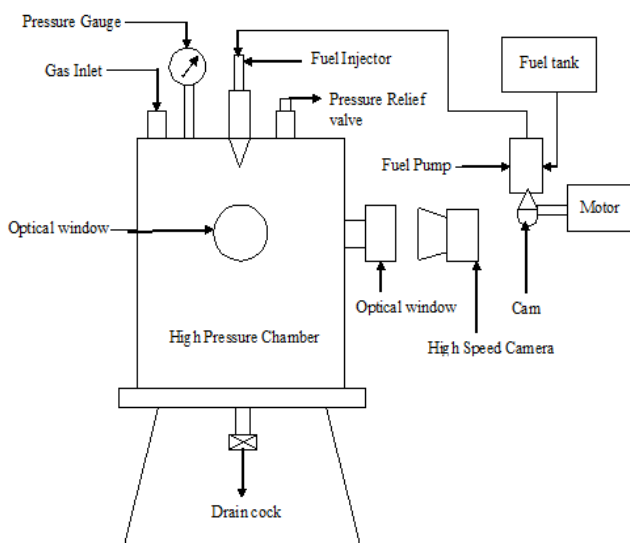 Pressure Gauge
Gas Inlet
Fuel Injector
Pressure Relief
valve
Fuel tank
Fuel Pump
Motor
Optical window
Optical window
Cam
High Pressure Chamber
High Speed Camera
Drain cock